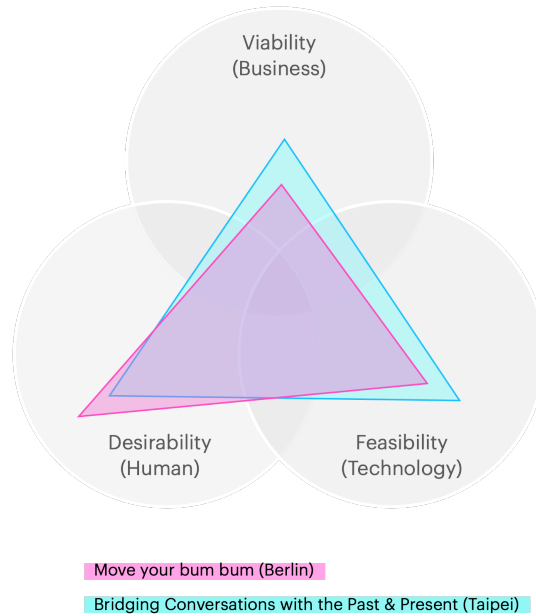 Viability
(Business)
Desirability
(Human)
Feasibility
(Technology)
Move your bum bum (Berlin)
Bridging Conversations with the Past & Present (Taipei)